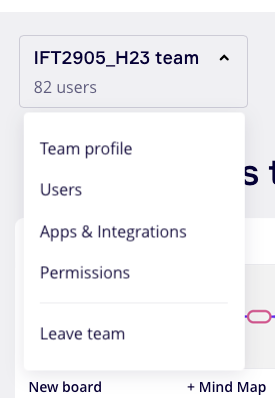 IFT2905_H23 team
82 users
Team profile
Users
Apps & Integrations
Permissions
Leave team
New board
+ Mind Map